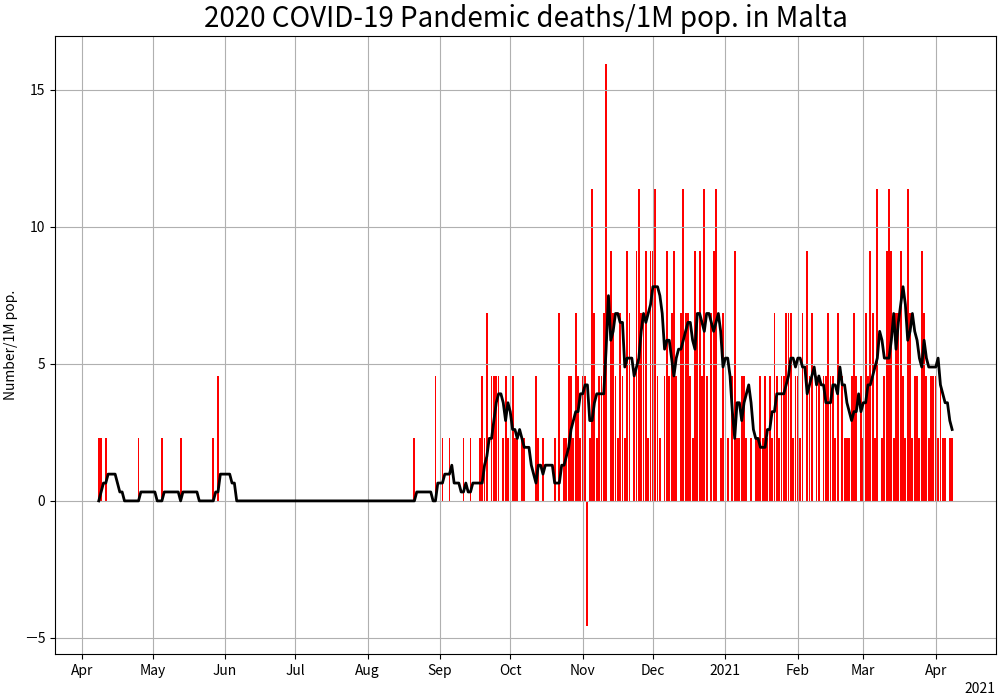 2020 COVID-19 Pandemic deaths/1M pop. in Malta
Number/1M pop.
15
10
5
0
−5
Apr May Jun Jul Aug Sep Oct Nov Dec 2021 Feb Mar Apr
2021